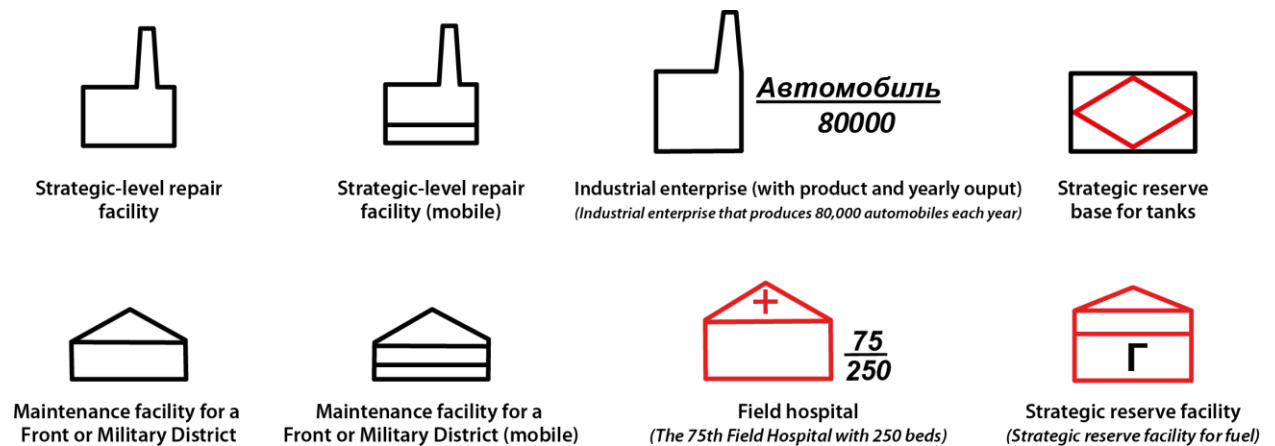 Автомобиль
80000
Strategic-level repair
facility
Strategic-level repair
facility (mobile)
Industrial enterprise (with product and yearly ouput)
(Industrial enterprise that produces 80,000 automobiles each year)
Strategic reserve
base for tanks
+
75
250
Г
Maintenance facility for a
Front or Military District
Maintenance facility for a
Front or Military District (mobile)
Field hospital
(The 75th Field Hospital with 250 beds)
Strategic reserve facility
(Strategic reserve facility for fuel)